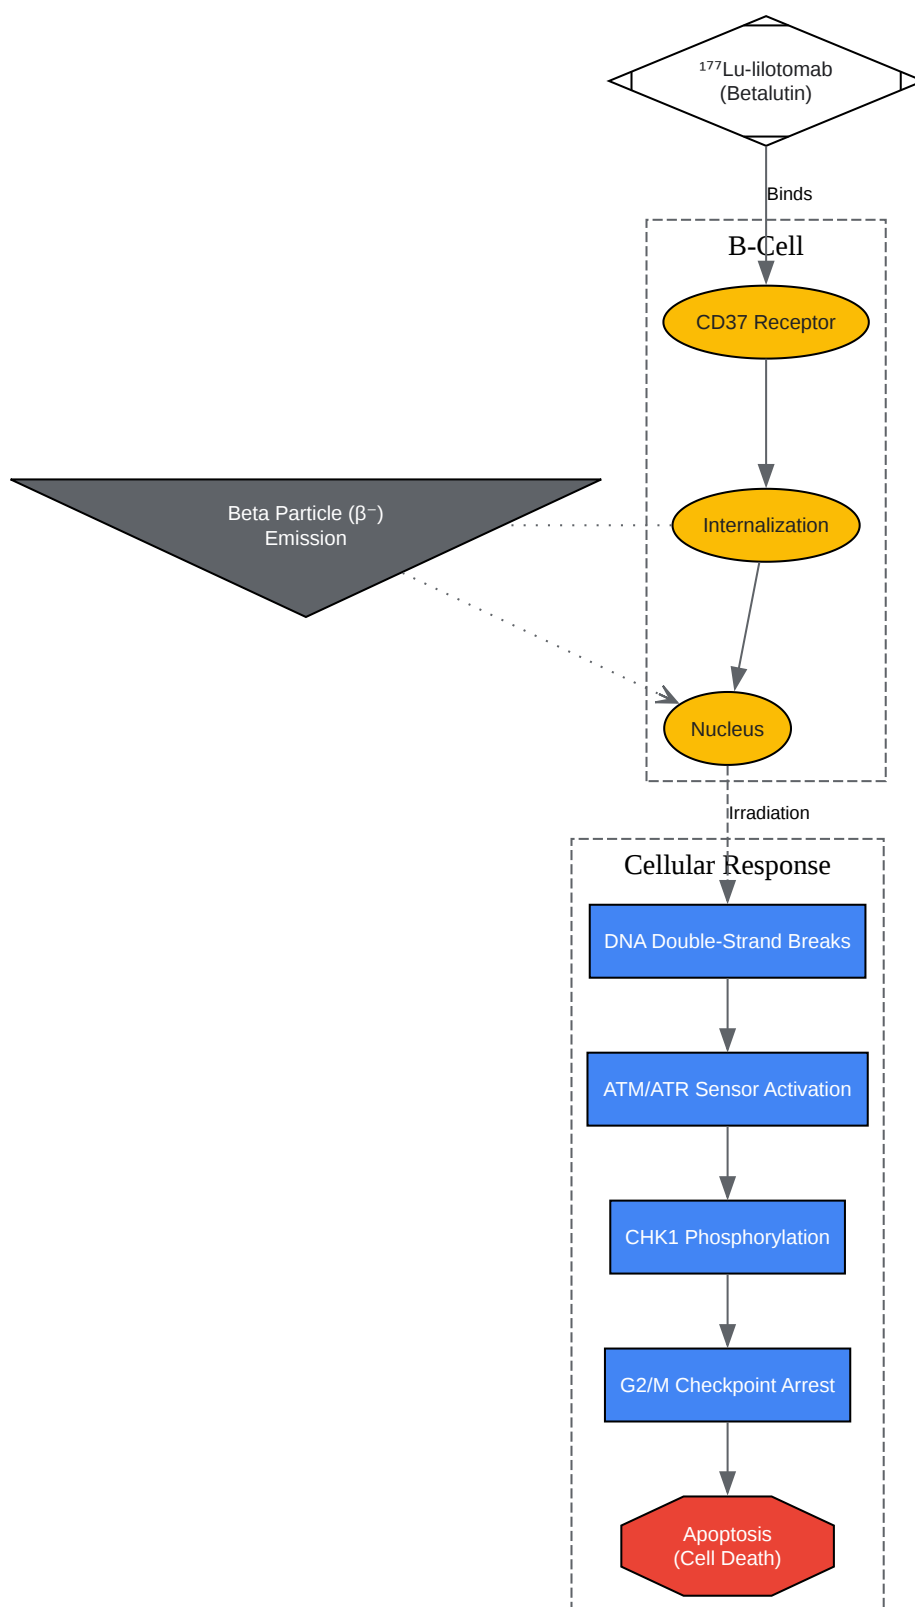 ¹⁷⁷Lu-lilotomab
(Betalutin)
Binds
B-Cell
CD37 Receptor
Internalization
Beta Particle (β⁻)
Emission
Nucleus
Irradiation
Cellular Response
DNA Double-Strand Breaks
ATM/ATR Sensor Activation
CHK1 Phosphorylation
G2/M Checkpoint Arrest
Apoptosis
(Cell Death)